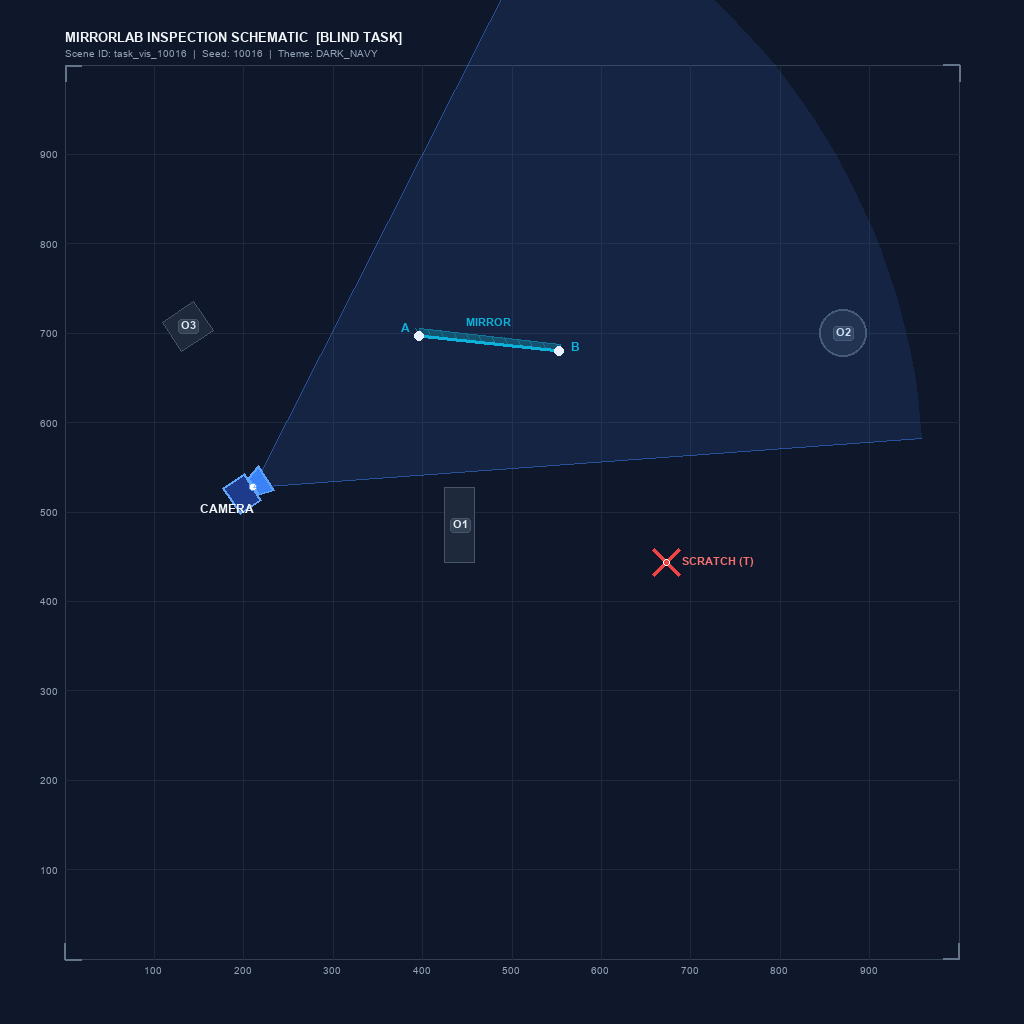 MIRRORLAB INSPECTION SCHEMATIC [BLIND TASK]
Scene ID: task_vis_10016 | Seed: 10016 | Theme: DARK_NAVY
900
800
MIRROR
A
O3
700
O2
B
600
CAMERA
500
O1
SCRATCH (T)
400
300
200
100
100 200 300 400 500 600 700 800 900